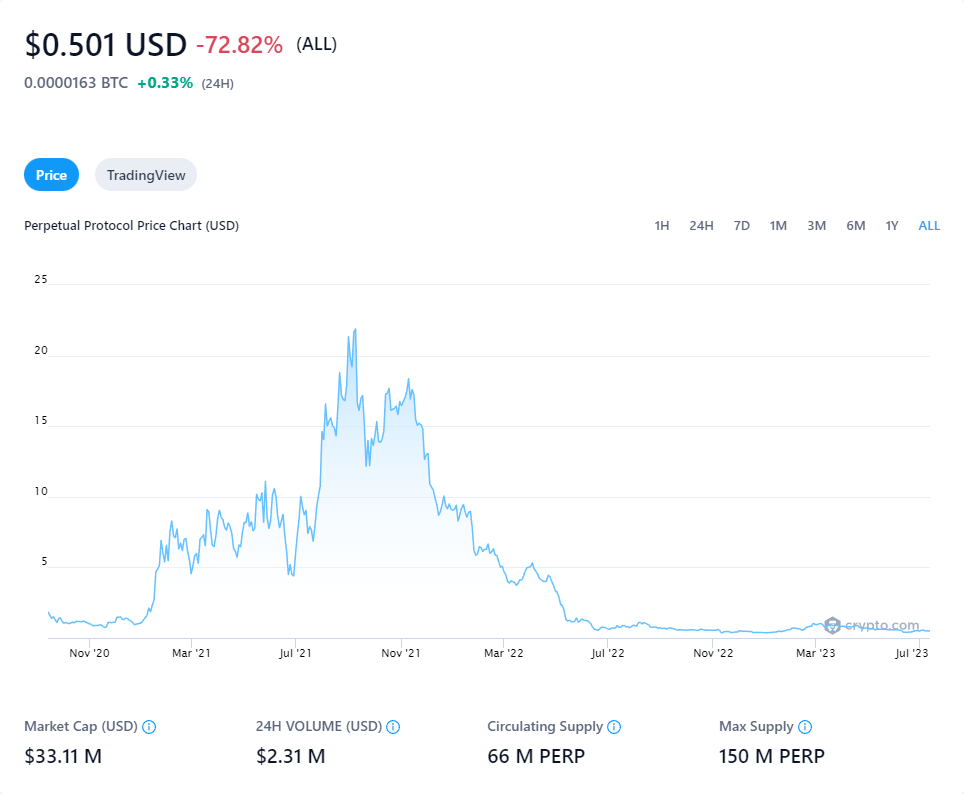 $0.501 USD -72.82% (ALL)
0.0000163 BTC +0.33% (24H)
Price TradingView
Perpetual Protocol Price Chart (USD) 1H 24H 7D 1M 3M 6M 1Y ALL
25
20
15
10
5
crypto.com
Nov '20 Mar '21 Jul '21 Nov '21 Mar '22 Jul '22 Nov '22 Mar '23 Jul '23
Market Cap (USD) 24H VOLUME (USD) Circulating Supply Max Supply
$33.11 M $2.31 M 66 M PERP 150 M PERP